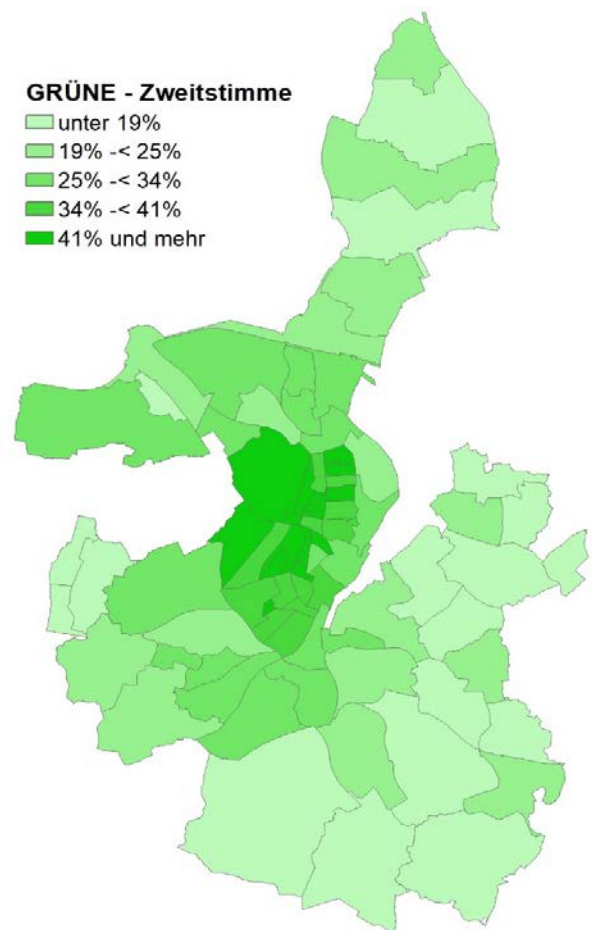 GRÜNE - Zweitstimme
unter 19%
19% -< 25%
25% -< 34%
34% -< 41%
41% und mehr